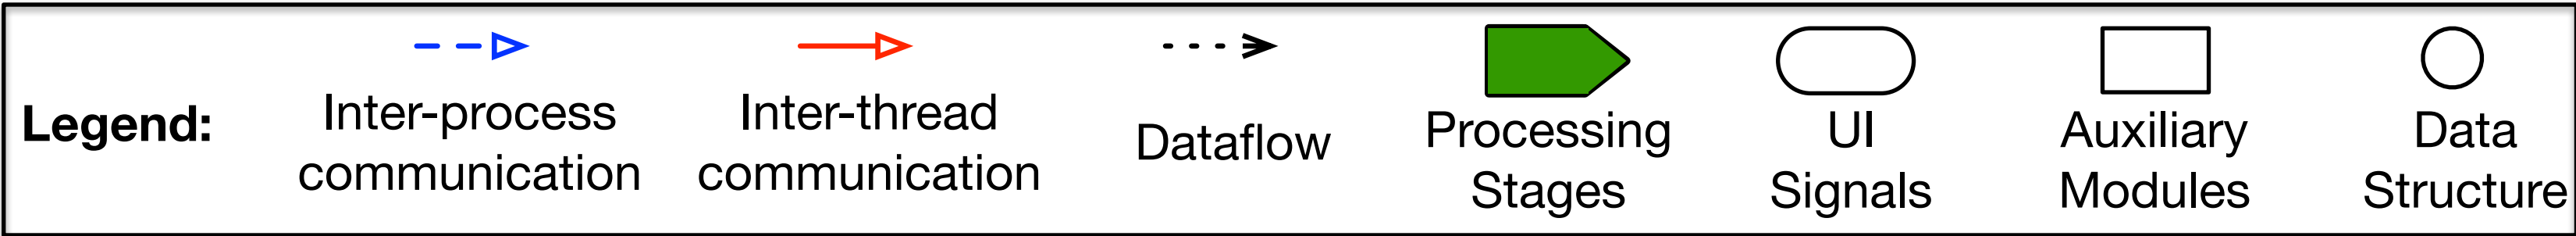 Legend:
Inter-process
communication
Inter-thread
communication
Dataflow
Processing
Stages
UI
Signals
Auxiliary
Modules
Data
Structure